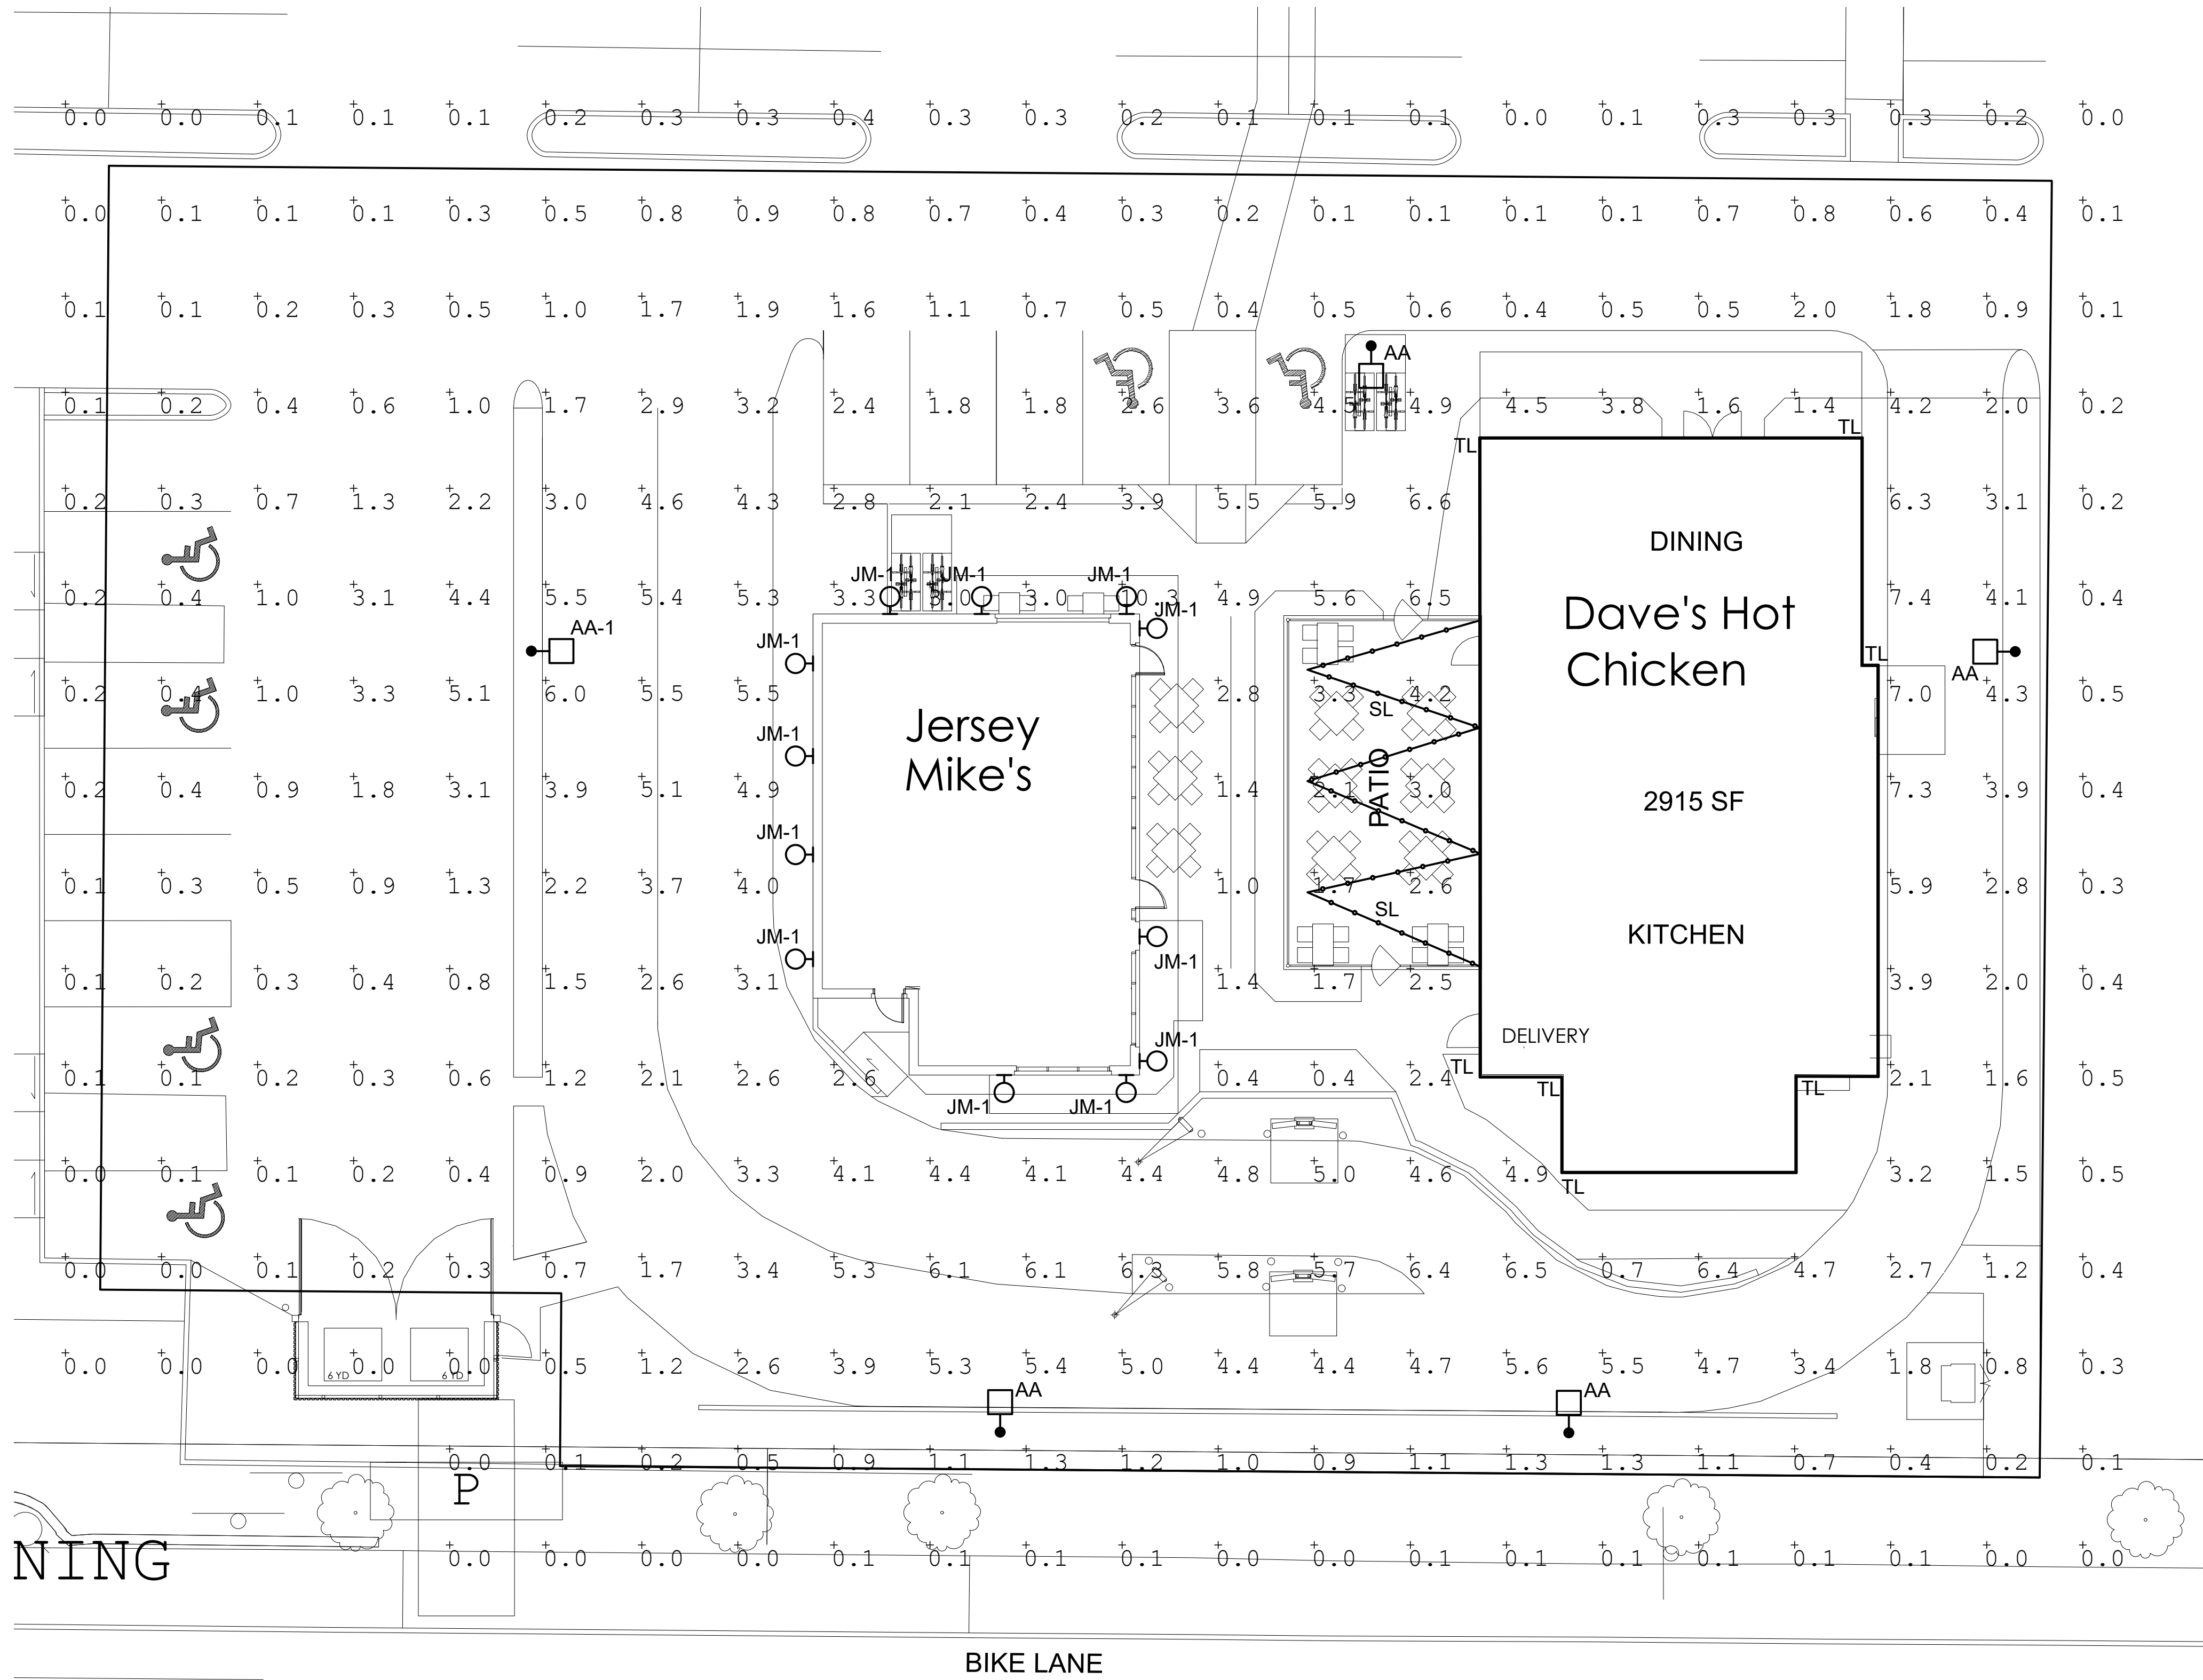 0.0 0.0 0.1 0.1 0.1 0.2 0.3 0.3 0.4 0.3 0.3 0.2 0.1 0.1 0.1 0.0 0.1 0.3 0.3 0.3 0.2 0.0
0.0 0.1 0.1 0.1 0.3 0.5 0.8 0.9 0.8 0.7 0.4 0.3 0.2 0.1 0.1 0.1 0.1 0.7 0.8 0.6 0.4 0.1
0.1 0.1 0.2 0.3 0.5 1.0 1.7 1.9 1.6 1.1 0.7 0.5 0.4 0.5 0.6 0.4 0.5 0.5 2.0 1.8 0.9 0.1
AA
0.1 0.2 0.4 0.6 1.0 1.7 2.9 3.2 2.4 1.8 1.8 2.6 3.6 4.5 4.9 4.5 3.8 1.6 1.4 4.2 2.0 0.2
TL TL
0.2 0.3 0.7 1.3 2.2 3.0 4.6 4.3 2.8 2.1 2.4 3.9 5.5 5.9 6.6 6.3 3.1 0.2
DINING
JM-1 JM-1 JM-1
0.2 0.4 1.0 3.1 4.4 5.5 5.4 5.3 3.3 3.0 3.0 10.3 4.9 5.6 6.5 7.4 4.1 0.4
JM-1
Dave's Hot
Chicken
AA-1
JM-1
TL
AA
0.2 0.4 1.0 3.3 5.1 6.0 5.5 5.5 2.8 3.3 4.2 7.0 4.3 0.5
SL
Jersey
Mike's
JM-1
PATIO
0.2 0.4 0.9 1.8 3.1 3.9 5.1 4.9 1.4 2.1 3.0 7.3 3.9 0.4
2915 SF
JM-1
0.1 0.3 0.5 0.9 1.3 2.2 3.7 4.0 1.0 1.7 2.6 5.9 2.8 0.3
SL
JM-1
KITCHEN
JM-1
0.1 0.2 0.3 0.4 0.8 1.5 2.6 3.1 1.4 1.7 2.5 3.9 2.0 0.4
DELIVERY
JM-1
TL
0.1 0.1 0.2 0.3 0.6 1.2 2.1 2.6 2.6 0.4 0.4 2.4 2.1 1.6 0.5
TL TL
JM-1 JM-1
0.0 0.1 0.1 0.2 0.4 0.9 2.0 3.3 4.1 4.4 4.1 4.4 4.8 5.0 4.6 4.9 3.2 1.5 0.5
TL
0.0 0.0 0.1 0.2 0.3 0.7 1.7 3.4 5.3 6.1 6.1 6.3 5.8 5.7 6.4 6.5 0.7 6.4 4.7 2.7 1.2 0.4
0.0 0.0 0.0 0.0 0.0 0.5 1.2 2.6 3.9 5.3 5.4 5.0 4.4 4.4 4.7 5.6 5.5 4.7 3.4 1.8 0.8 0.3
6 YD 6 YD
AA AA
0.0 0.1 0.2 0.5 0.9 1.1 1.3 1.2 1.0 0.9 1.1 1.3 1.3 1.1 0.7 0.4 0.2 0.1
P
NING
0.0 0.0 0.0 0.0 0.1 0.1 0.1 0.1 0.0 0.0 0.1 0.1 0.1 0.1 0.1 0.1 0.0 0.0
BIKE LANE